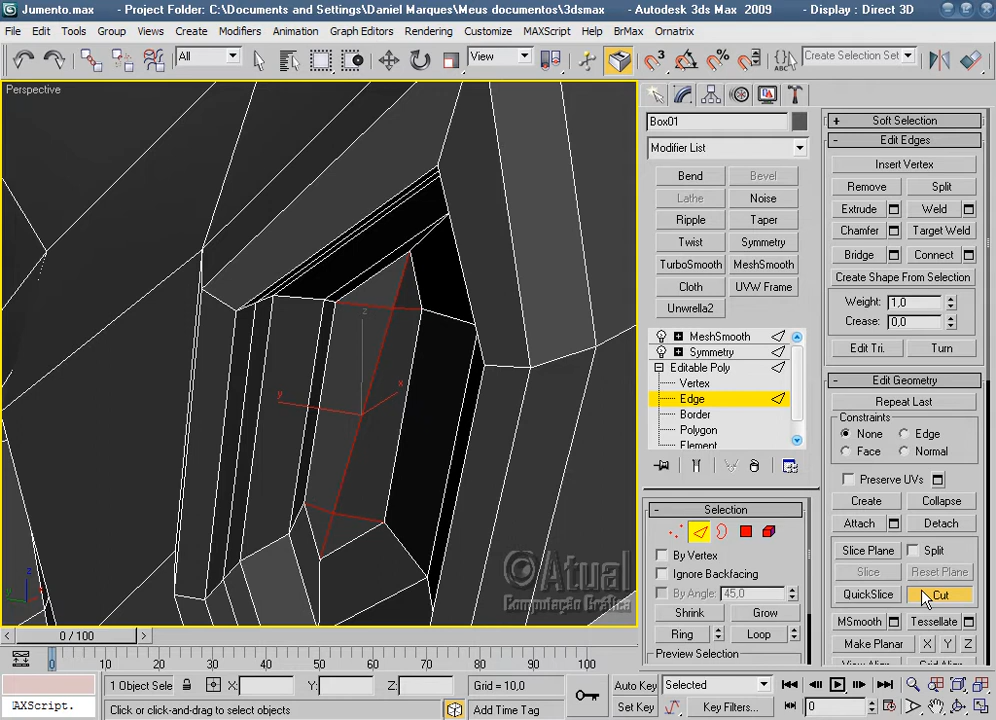 Jumento.max - Project Folder: C:\Documents and Settings\Daniel Marques\Meus documentos\3dsmax - Autodesk 3ds Max 2009 - Display : Direct 3D
File Edit Tools Group Views Create Modifiers Animation Graph Editors Rendering Customize MAXScript Help BrMax Ornatrix
All View Create Selection Set
Perspective
Box01
Modifier List
Bend Bevel
Lathe Noise
Ripple Taper
Twist Symmetry
TurboSmooth MeshSmooth
Cloth UVW Frame
Unwrella2
MeshSmooth
Symmetry
Editable Poly
Vertex
Edge
Border
Polygon
Element
Selection
By Vertex
Ignore Backfacing
By Angle: 45,0
Shrink Grow
Ring Loop
Preview Selection
Soft Selection
Edit Edges
Insert Vertex
Remove Split
Extrude Weld
Chamfer Target Weld
Bridge Connect
Create Shape From Selection
Weight: 1,0
Crease: 0,0
Edit Tri. Turn
Edit Geometry
Repeat Last
Constraints
None Edge
Face Normal
Preserve UVs
Create Collapse
Attach Detach
Slice Plane Split
Slice Reset Plane
QuickSlice Cut
MSmooth Tessellate
Make Planar X Y Z
View Align Grid Align
z
y
x
z
©Atual
Computação Gráfica
0 / 100
0 10 20 30 40 50 60 70 80 90 100
1 Object Sele X: Y: Z: Grid = 10,0
Auto Key Selected
AXScript. Click or click-and-drag to select objects Add Time Tag
Set Key Key Filters... 0